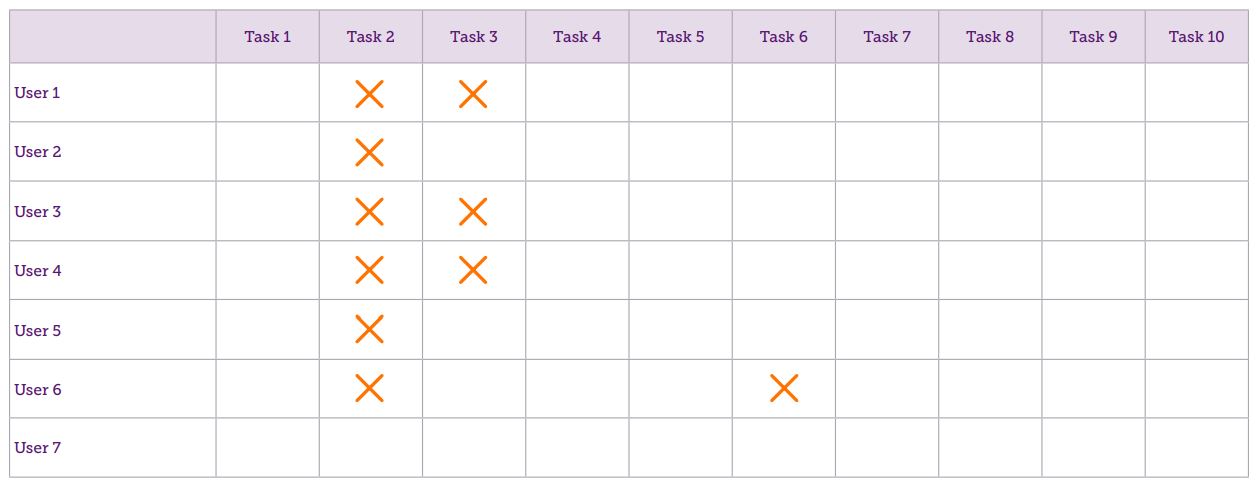 Task 1 Task 2 Task 3 Task 4 Task 5 Task 6 Task 7 Task 8 Task 9 Task 10
User 1
User 2
User 3
User 4
User 5
User 6
User 7